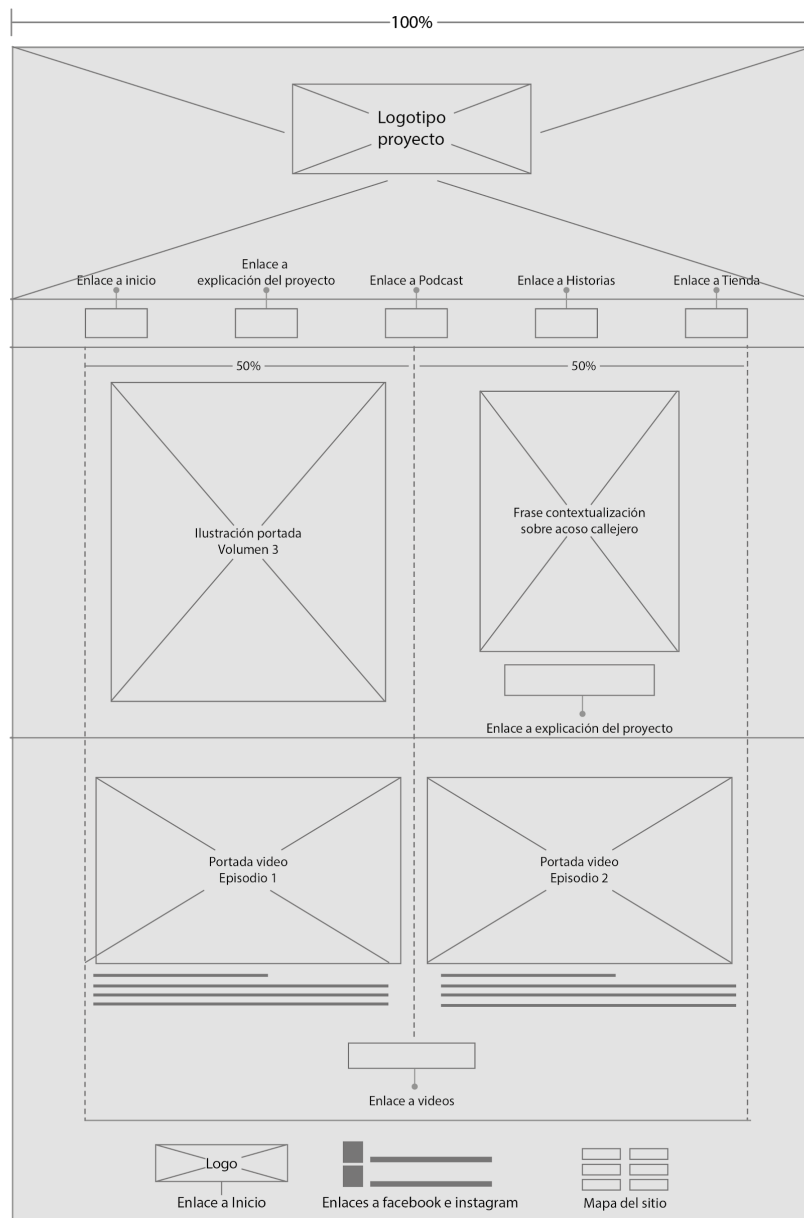 100%
Logotipo
proyecto
Enlace a inicio
Enlace a
explicación del proyecto
Enlace a Podcast
Enlace a Historias
Enlace a Tienda
50%
50%
Ilustración portada
Volumen 3
Frase contextualización
sobre acoso callejero
Enlace a explicación del proyecto
Portada video
Episodio 1
Portada video
Episodio 2
Enlace a videos
Logo
Enlace a Inicio
Enlaces a facebook e instagram
Mapa del sitio